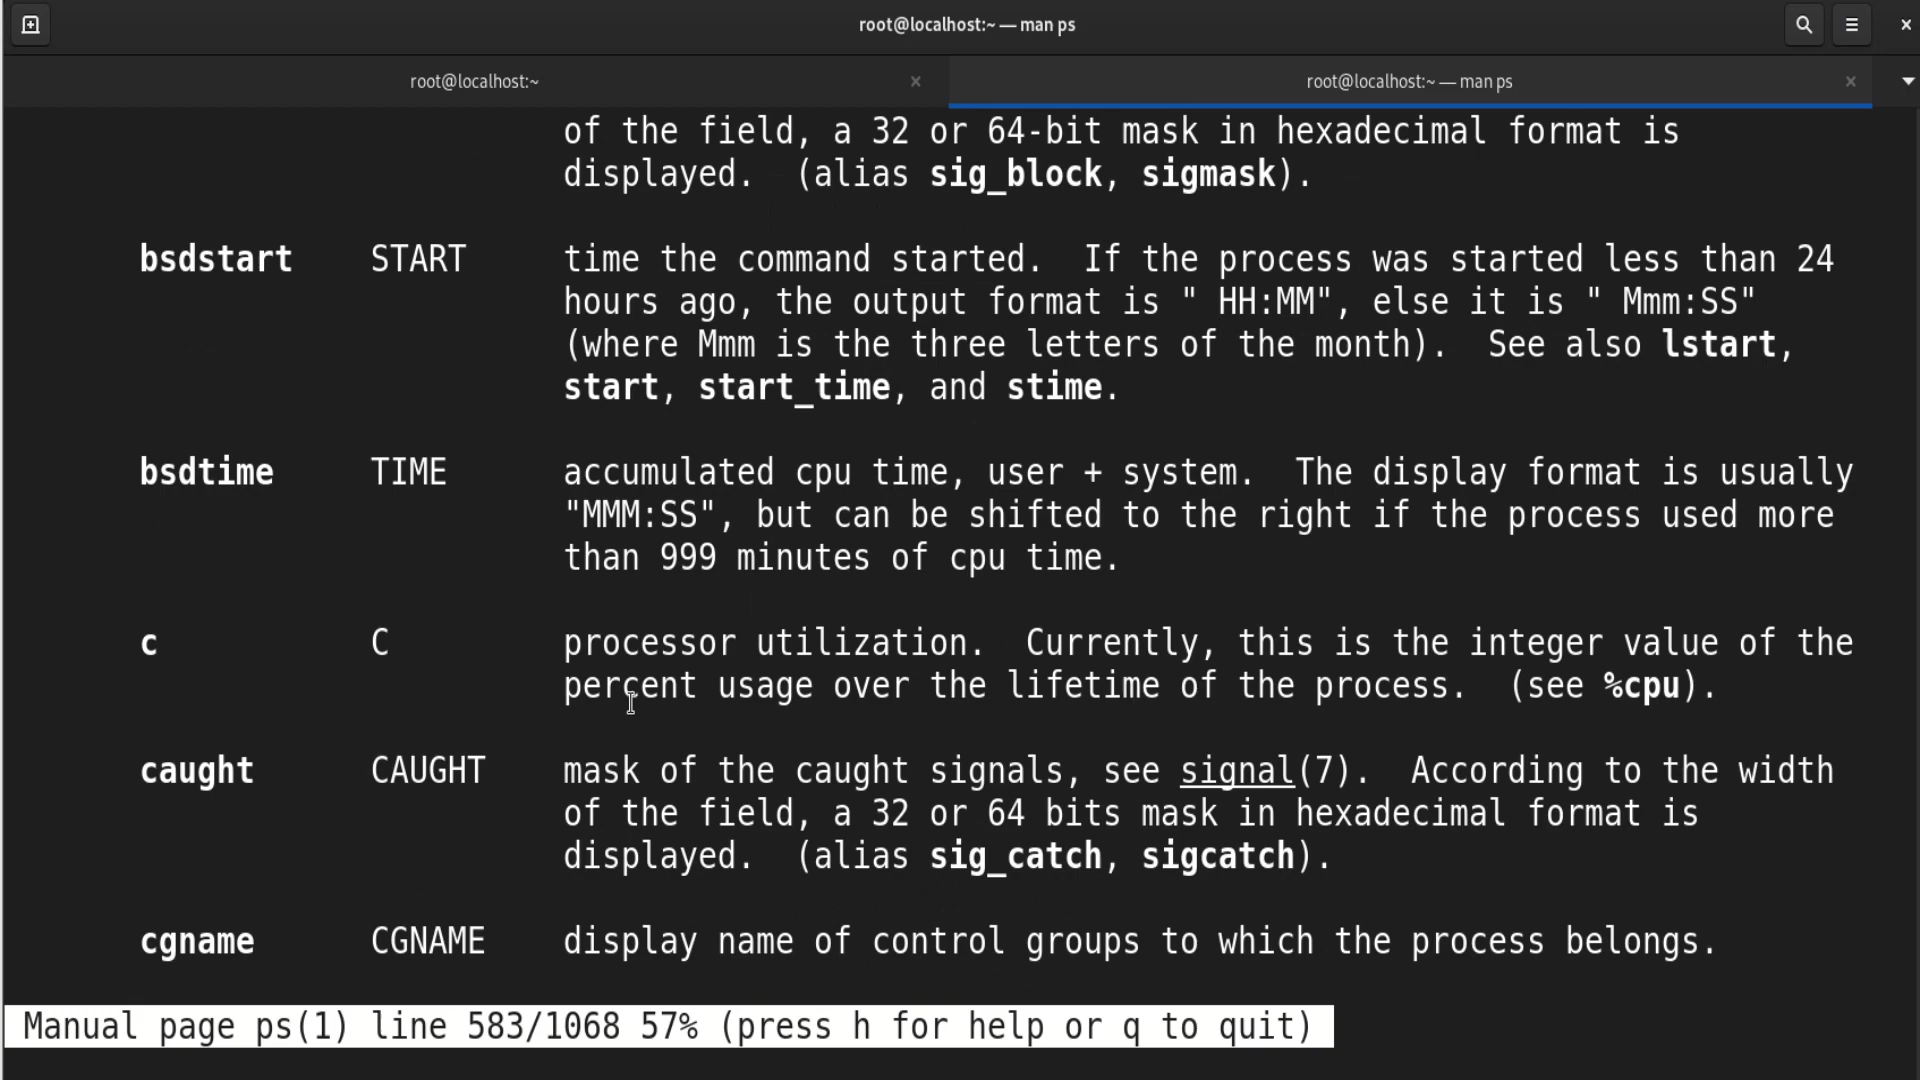 root@localhost:~ — man ps
root@localhost:~
root@localhost:~ — man ps
of the field, a 32 or 64-bit mask in hexadecimal format is
displayed.  (alias sig_block, sigmask).
bsdstart    START     time the command started.  If the process was started less than 24
hours ago, the output format is " HH:MM", else it is " Mmm:SS"
(where Mmm is the three letters of the month).  See also lstart,
start, start_time, and stime.
bsdtime     TIME      accumulated cpu time, user + system.  The display format is usually
"MMM:SS", but can be shifted to the right if the process used more
than 999 minutes of cpu time.
c           C         processor utilization.  Currently, this is the integer value of the
percent usage over the lifetime of the process.  (see %cpu).
caught      CAUGHT    mask of the caught signals, see signal(7).  According to the width
of the field, a 32 or 64 bits mask in hexadecimal format is
displayed.  (alias sig_catch, sigcatch).
cgname      CGNAME    display name of control groups to which the process belongs.
Manual page ps(1) line 583/1068 57% (press h for help or q to quit)